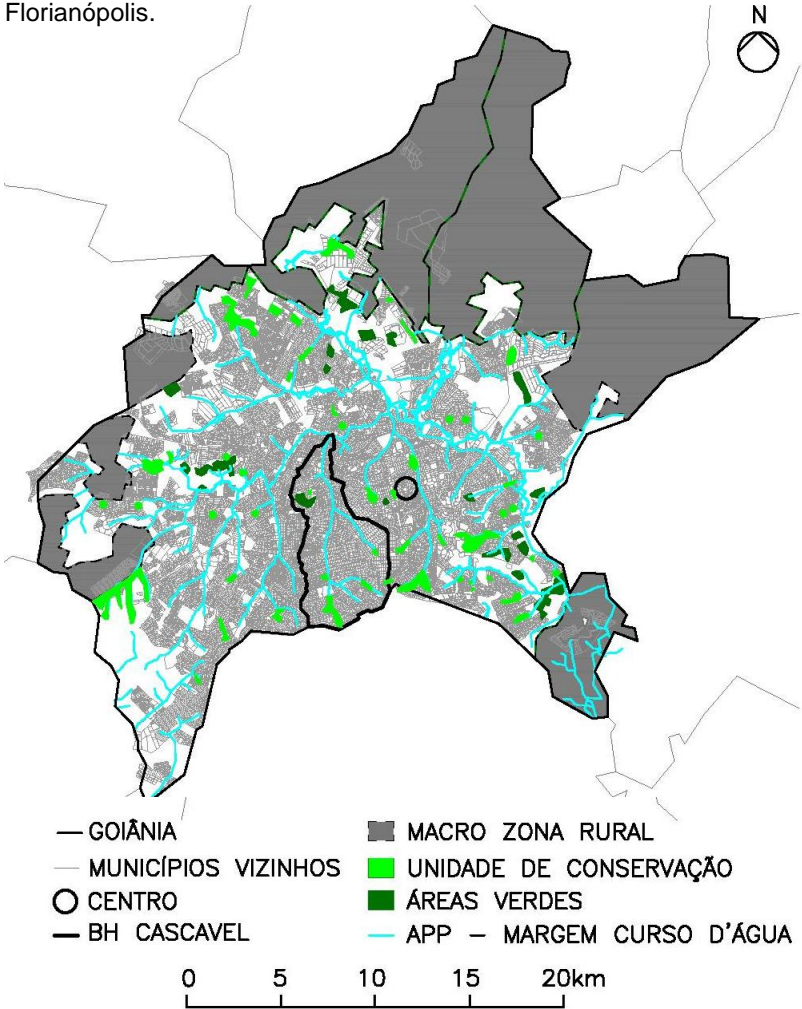 Florianópolis.
N
GOIÂNIA
MUNICÍPIOS VIZINHOS
CENTRO
BH CASCAVEL
MACRO ZONA RURAL
UNIDADE DE CONSERVAÇÃO
ÁREAS VERDES
APP – MARGEM CURSO D'ÁGUA
0 5 10 15 20km